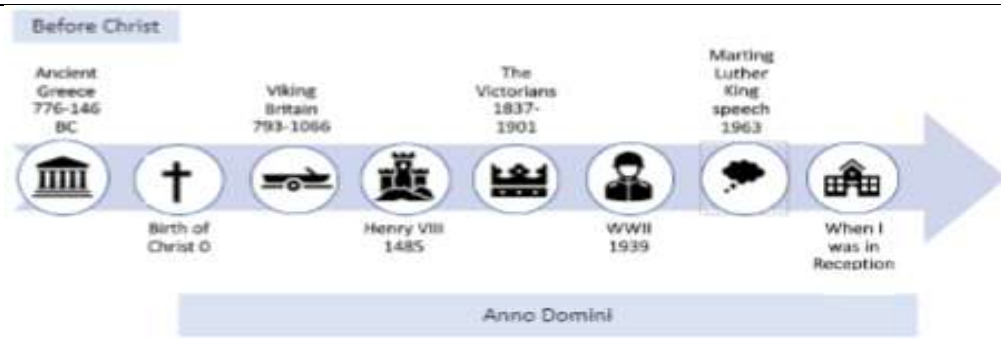 Before Christ
Ancient
Greece
776-146
BC
Birth of
Christ 0
Viking
Britain
793-1066
Henry VIII
1485
The
Victorians
1837-
1901
WWII
1939
Marting
Luther
King
speech
1963
When I
was in
Reception
Anno Domini